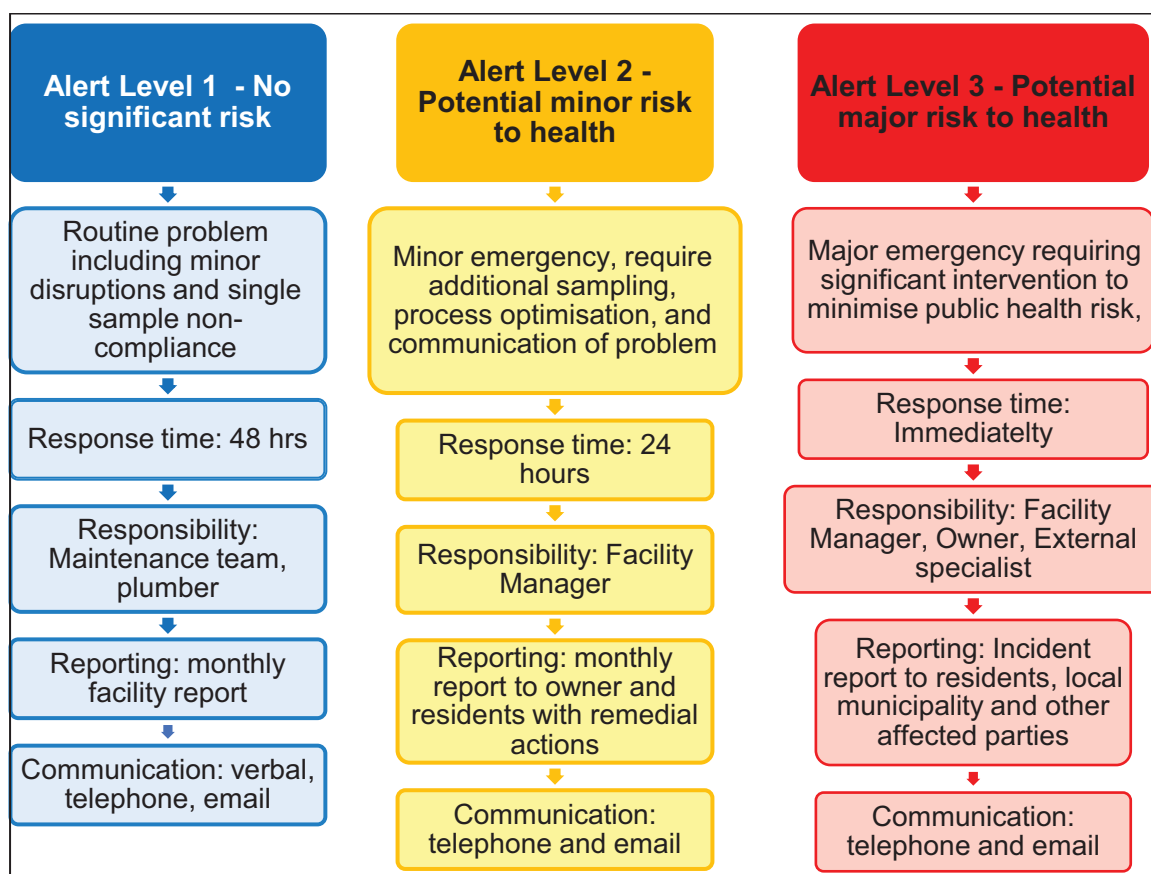 Alert Level 1  - No
significant risk
Routine problem
including minor
disruptions and single
sample non-
compliance
Response time: 48 hrs
Responsibility:
Maintenance team,
plumber
Reporting: monthly
facility report
Communication: verbal,
telephone, email
Alert Level 2 -
Potential minor risk
to health
Minor emergency, require
additional sampling,
process optimisation, and
communication of problem
Response time: 24
hours
Responsibility: Facility
Manager
Reporting: monthly
report to owner and
residents with remedial
actions
Communication:
telephone and email
Alert Level 3 - Potential
major risk to health
Major emergency requiring
significant intervention to
minimise public health risk,
Response time:
Immediatelty
Responsibility: Facility
Manager, Owner, External
specialist
Reporting: Incident
report to residents, local
municipality and other
affected parties
Communication:
telephone and email